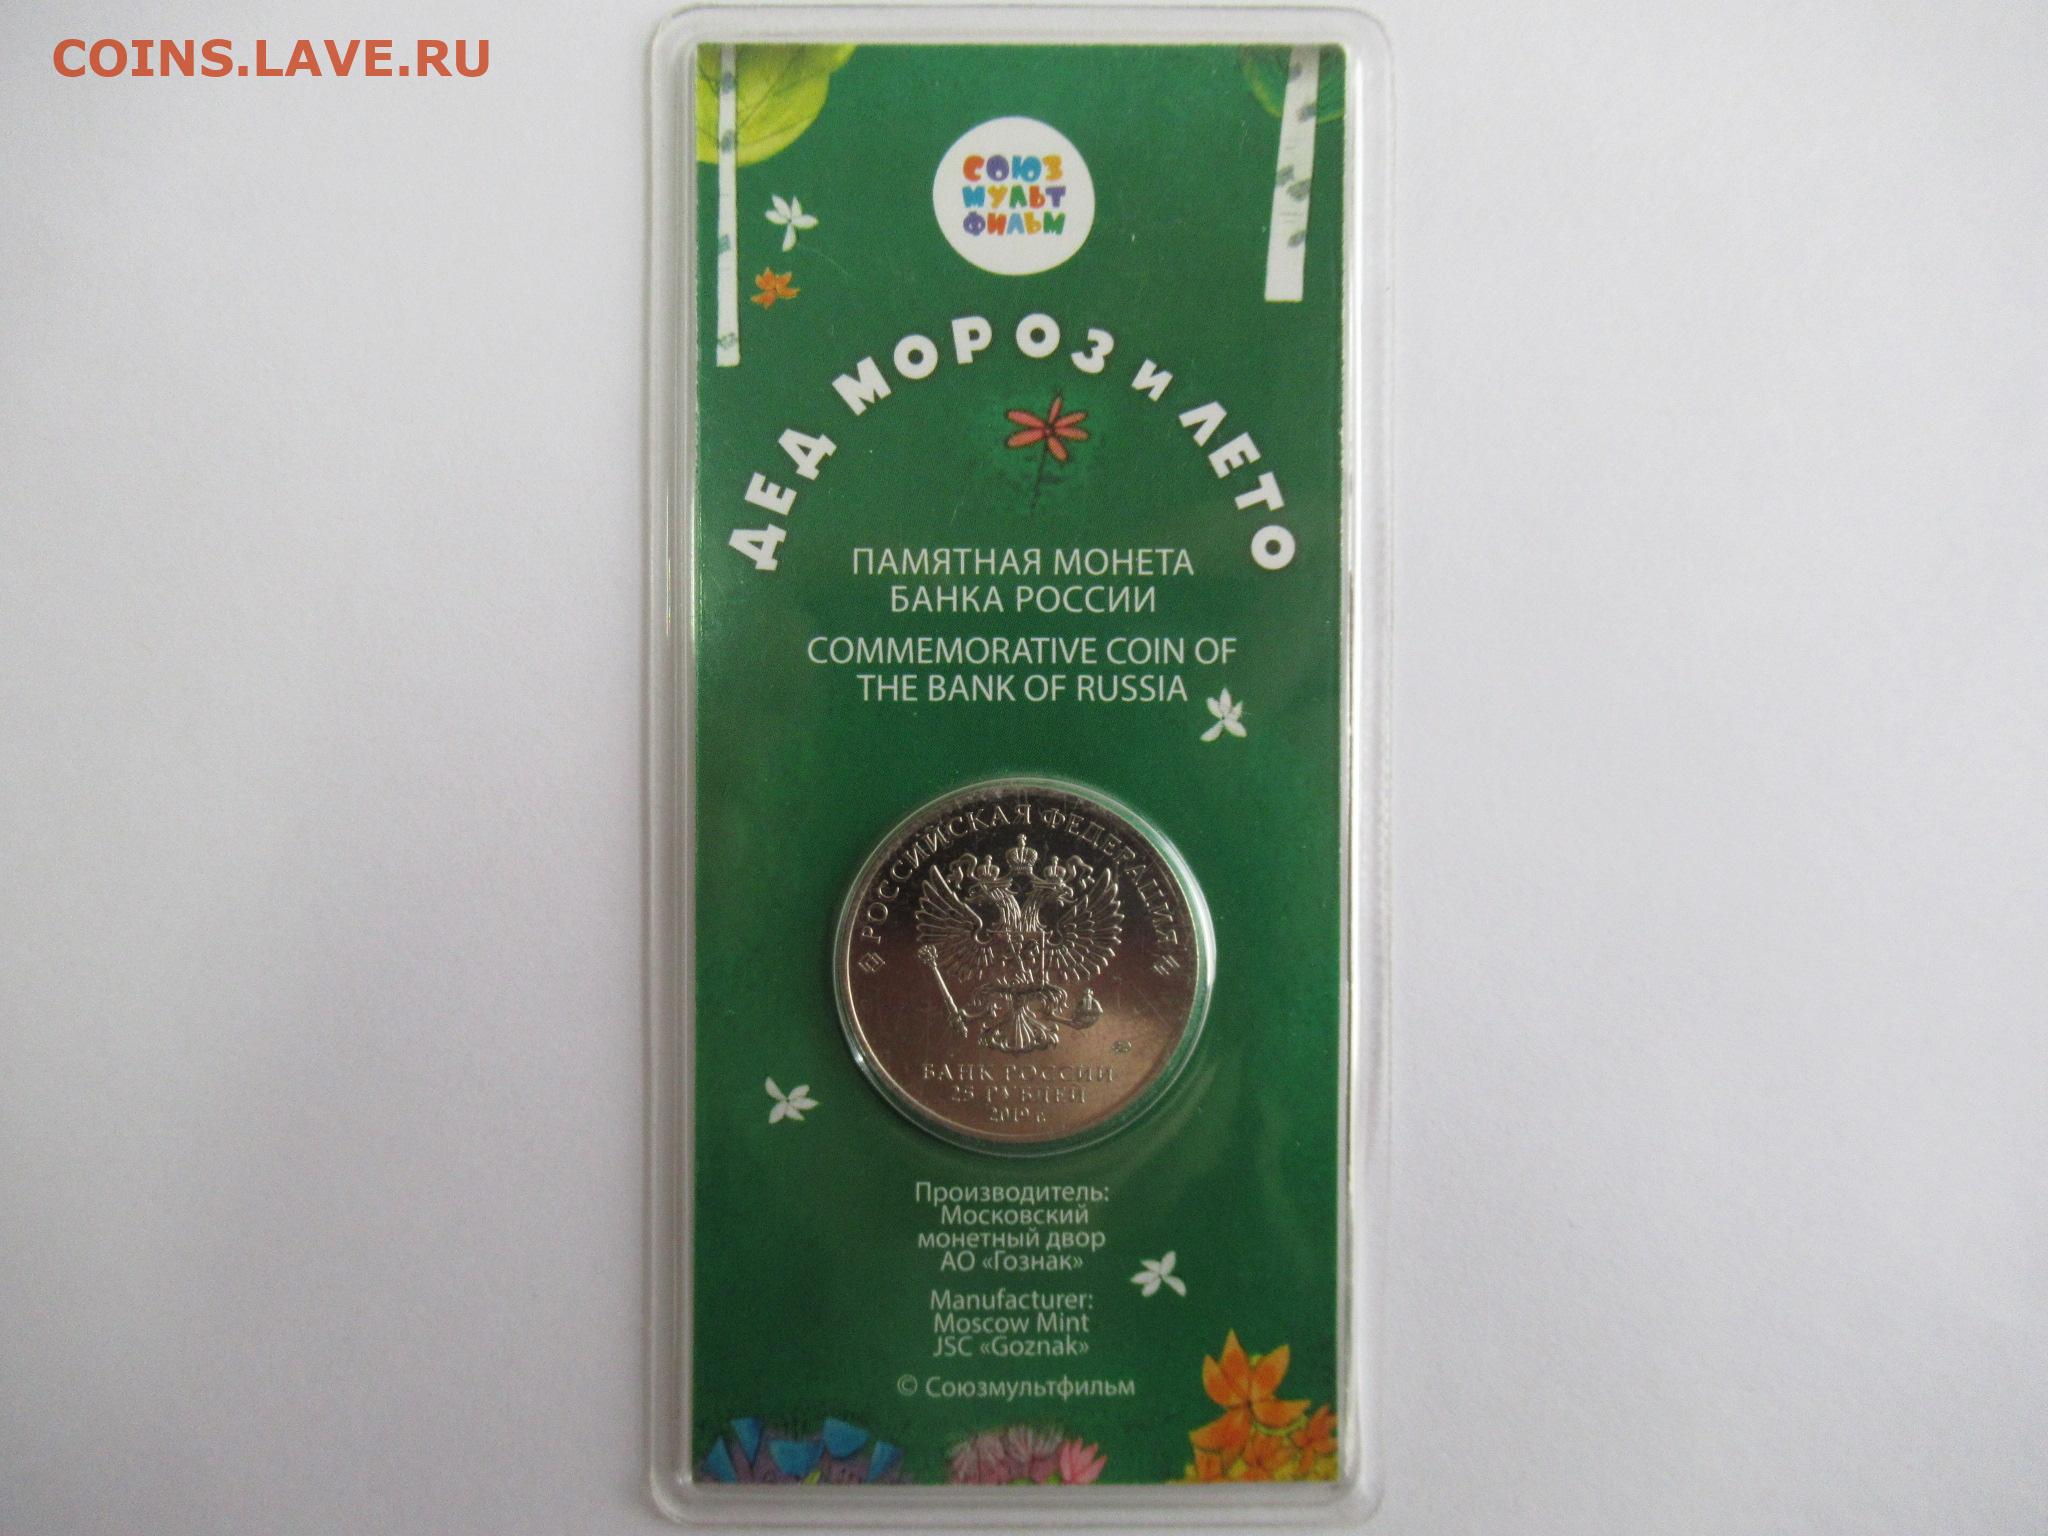 COINS.LAVE.RU
СОЮЗ
МУЛЬТ
ФИЛЬМ
ДЕД МОРОЗ И ЛЕТО
ПАМЯТНАЯ МОНЕТА
БАНКА РОССИИ
COMMEMORATIVE COIN OF
THE BANK OF RUSSIA
РОССИЙСКАЯ ФЕДЕРАЦИЯ
БАНК РОССИИ
25 РУБЛЕЙ
2019 г.
Производитель:
Московский
монетный двор
АО «Гознак»
Manufacturer:
Moscow Mint
JSC «Goznak»
© Союзмультфильм